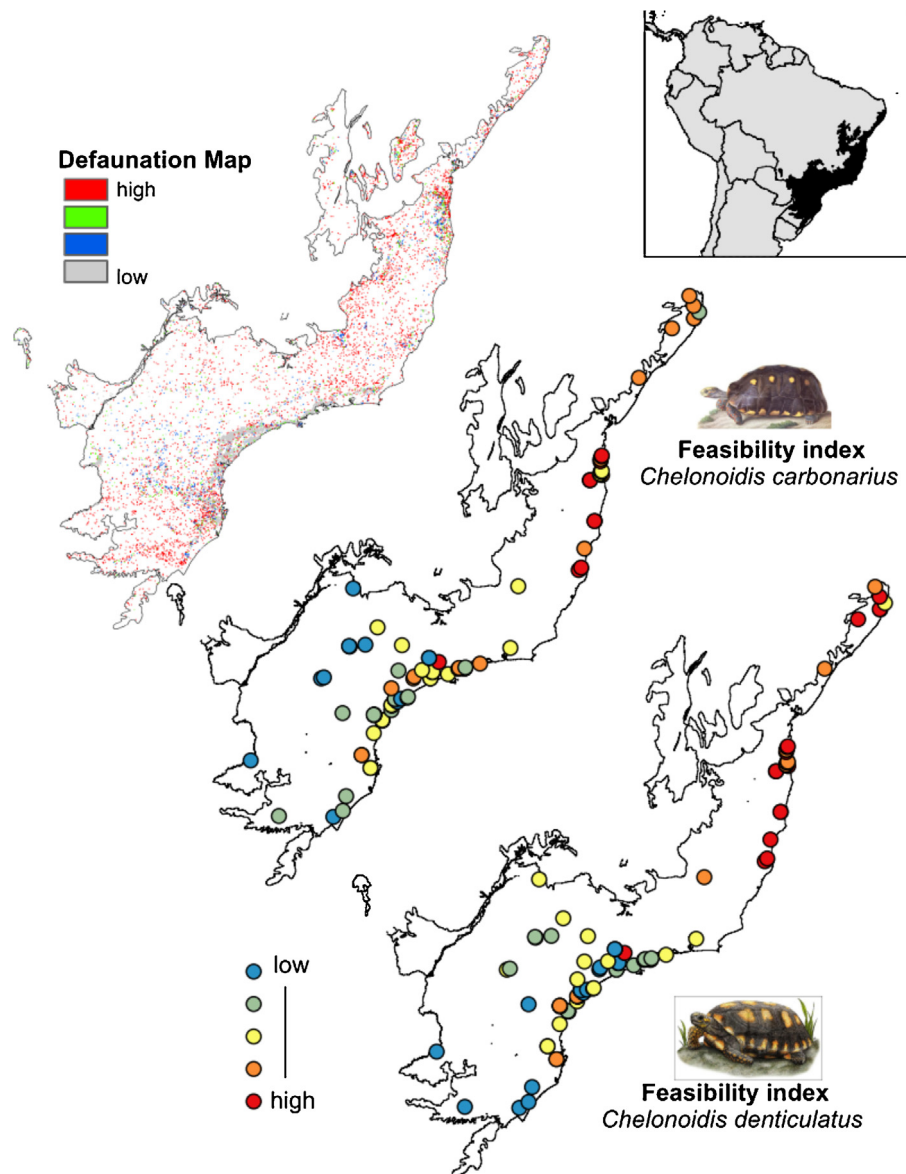 Defaunation Map
high
low
Feasibility index
Chelonoidis carbonarius
low
high
Feasibility index
Chelonoidis denticulatus